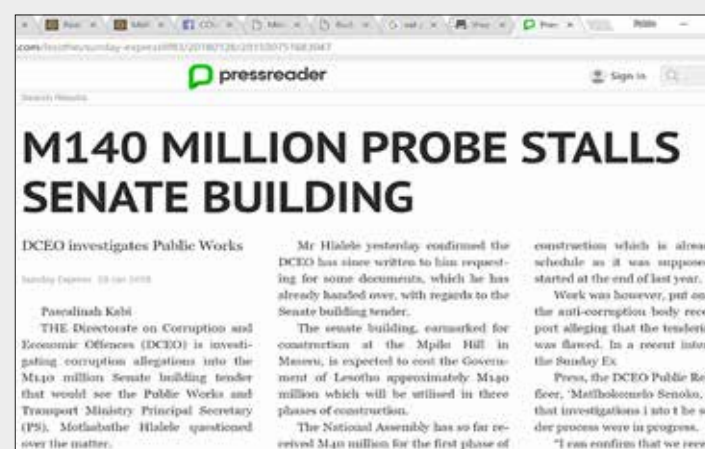 pressreader
Sign in
Search Results
M140 MILLION PROBE STALLS
SENATE BUILDING
DCEO investigates Public Works
Sunday Express
Pascalinah Kabi
THE Directorate on Corruption and
Economic Offences (DCEO) is investi-
gating corruption allegations into the
M140 million Senate building tender
that would see the Public Works and
Transport Ministry Principal Secretary
(PS), Mothabathe Hlalele questioned
over the matter.
Mr Hlalele yesterday confirmed the
DCEO has since written to him request-
ing for some documents, which he has
already handed over, with regards to the
Senate building tender.
The senate building, earmarked for
construction at the Mpilo Hill in
Maseru, is expected to cost the Govern-
ment of Lesotho approximately M140
million which will be utilised in three
phases of construction.
The National Assembly has so far re-
ceived M40 million for the first phase of
construction which is alrea
schedule as it was suppose
started at the end of last year.
Work was however, put on
the anti-corruption body rece
port alleging that the tenderi
was flawed. In a recent inter
the Sunday Ex
Press, the DCEO Public Re
ficer, 'Matlhokomelo Senoko,
that investigations i nto t he s
der process were in progress.
"I can confirm that we rece